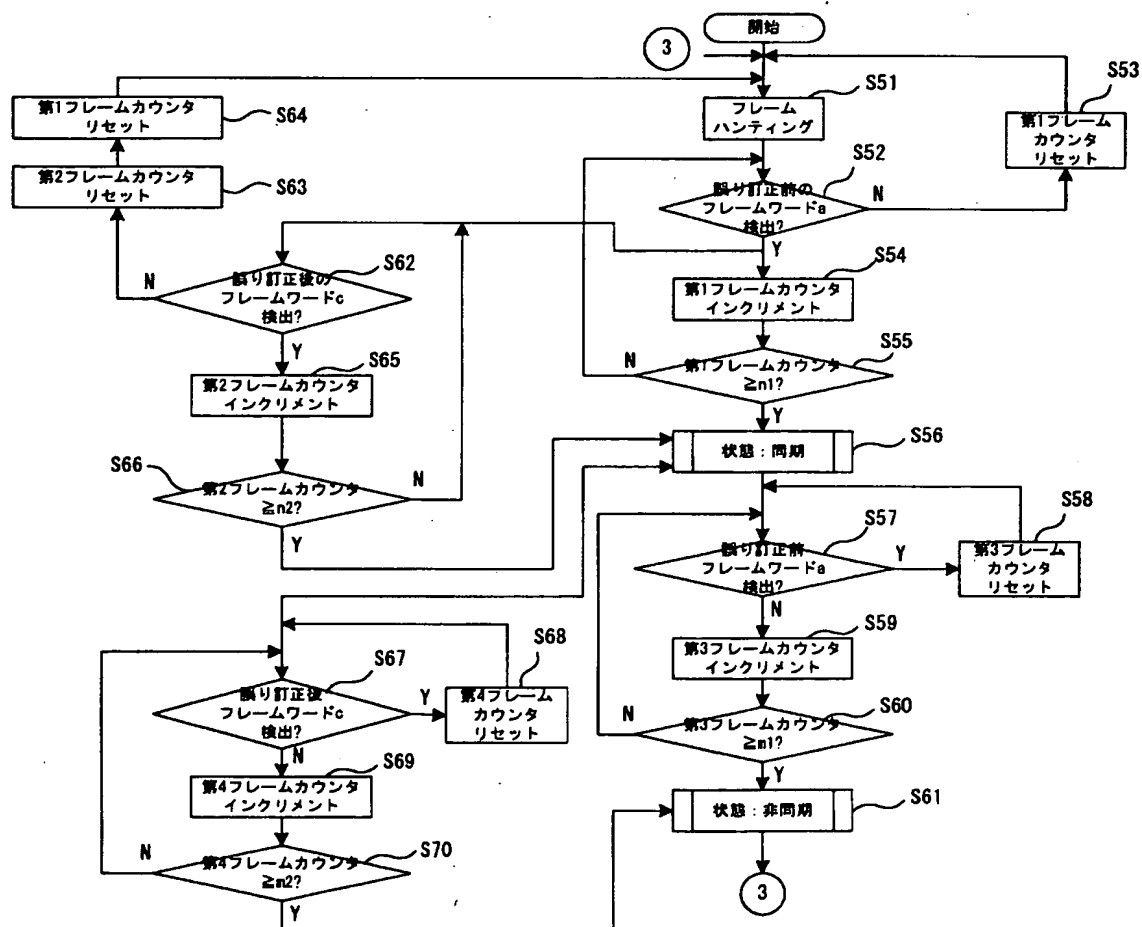 開始
3
S51
フレーム
ハンティング
S53
第1フレーム
カウンタ
リセット
第1フレームカウンタ
リセット
S64
第2フレームカウンタ
リセット
S63
S52
誤り訂正前の
フレームワードa
検出?
N
Y
S62
誤り訂正後の
フレームワードc
検出?
N
Y
S54
第1フレームカウンタ
インクリメント
S55
第1フレームカウンタ
≧n1?
N
Y
S65
第2フレームカウンタ
インクリメント
S56
状態:同期
S66
第2フレームカウンタ
≧n2?
N
Y
S57
誤り訂正前
フレームワードa
検出?
Y
N
S58
第3フレーム
カウンタ
リセット
S59
第3フレームカウンタ
インクリメント
S67
誤り訂正後
フレームワードc
検出?
Y
N
S68
第4フレーム
カウンタ
リセット
S60
第3フレームカウンタ
≧m1?
N
Y
S69
第4フレームカウンタ
インクリメント
S61
状態:非同期
S70
第4フレームカウンタ
≧m2?
N
Y
3